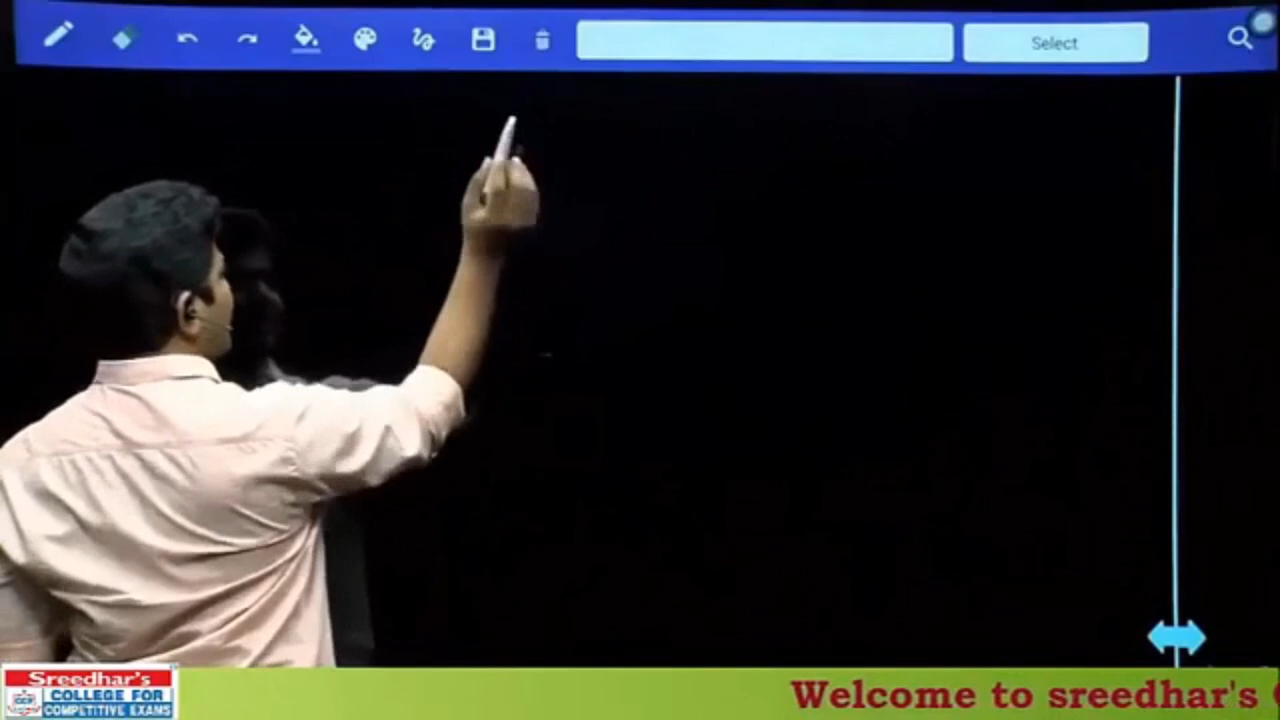 Select
Sreedhar's
COLLEGE FOR
COMPETITIVE EXAMS
Welcome to sreedhar's